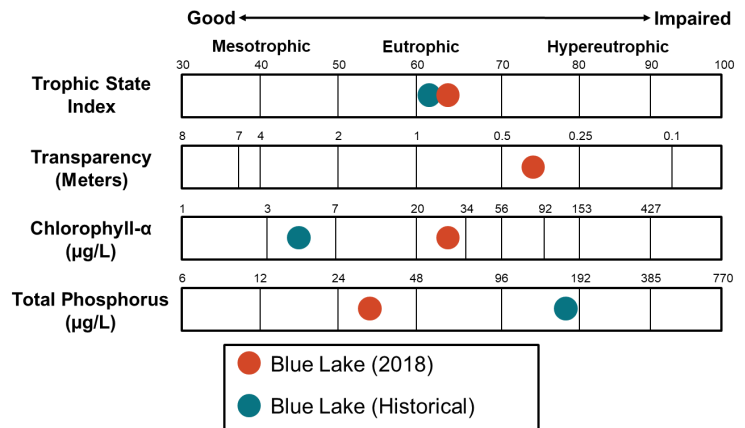 Good Impaired
Mesotrophic Eutrophic Hypereutrophic
30 40 50 60 70 80 90 100
Trophic State
Index
8 7 4 2 1 0.5 0.25 0.1
Transparency
(Meters)
1 3 7 20 34 56 92 153 427
Chlorophyll-α
(µg/L)
6 12 24 48 96 192 385 770
Total Phosphorus
(µg/L)
Blue Lake (2018)
Blue Lake (Historical)